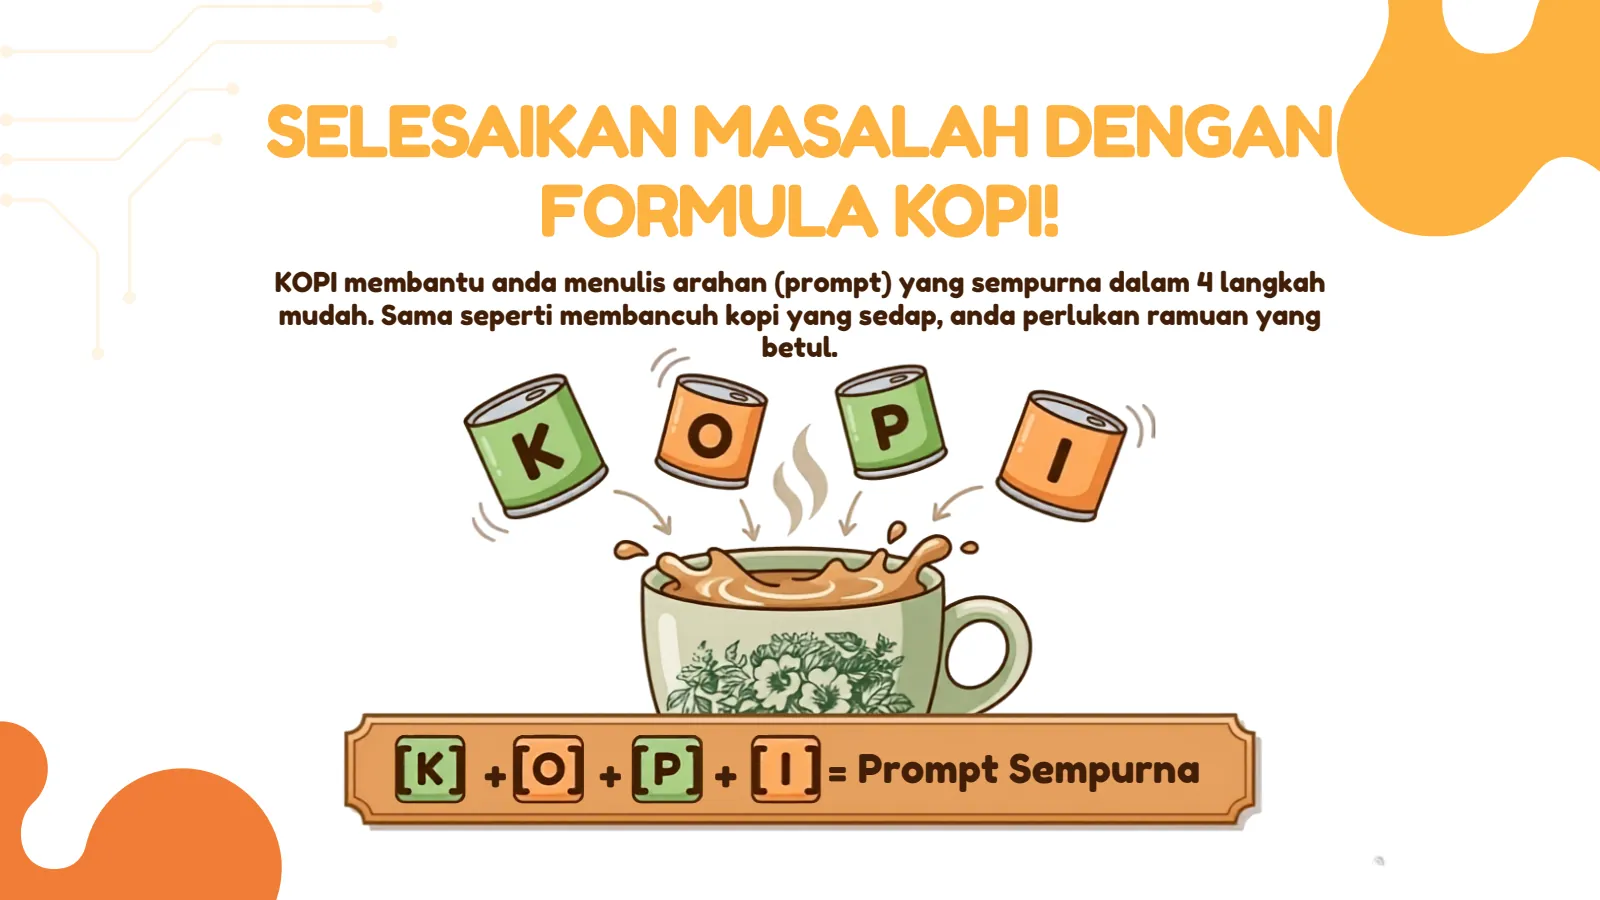 SELESAIKAN MASALAH DENGAN
FORMULA KOPI!
KOPI membantu anda menulis arahan (prompt) yang sempurna dalam 4 langkah
mudah. Sama seperti membancuh kopi yang sedap, anda perlukan ramuan yang
betul.
K O P I
[K] + [O] + [P] + [I] = Prompt Sempurna